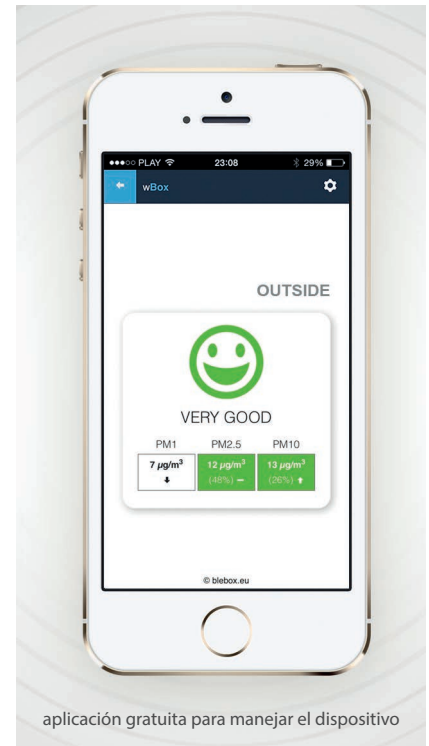 PLAY 23:08 29%
wBox
OUTSIDE
VERY GOOD
PM1 PM2.5 PM10
7 µg/m³ 12 µg/m³ 13 µg/m³
(48%) (26%)
© blebox.eu
aplicación gratuita para manejar el dispositivo